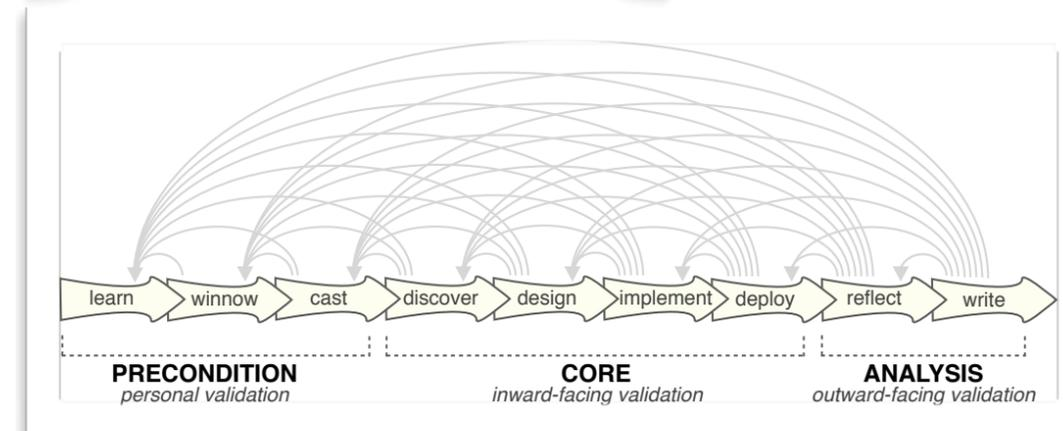 learn winnow cast discover design implement deploy reflect write
PRECONDITION CORE ANALYSIS
personal validation inward-facing validation outward-facing validation